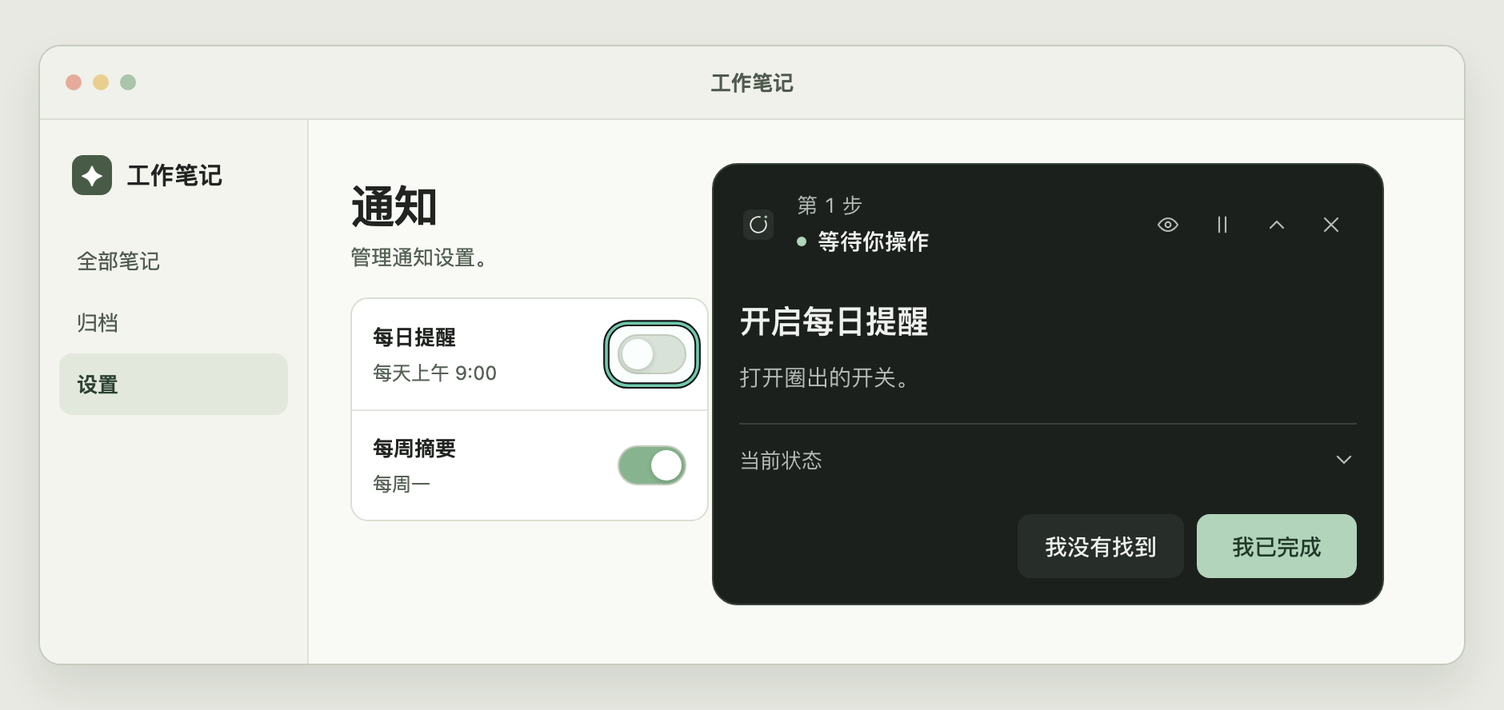 工作笔记
工作笔记
全部笔记
归档
设置
通知
管理通知设置。
每日提醒
每天上午 9:00
每周摘要
每周一
第 1 步
等待你操作
开启每日提醒
打开圈出的开关。
当前状态
我没有找到
我已完成